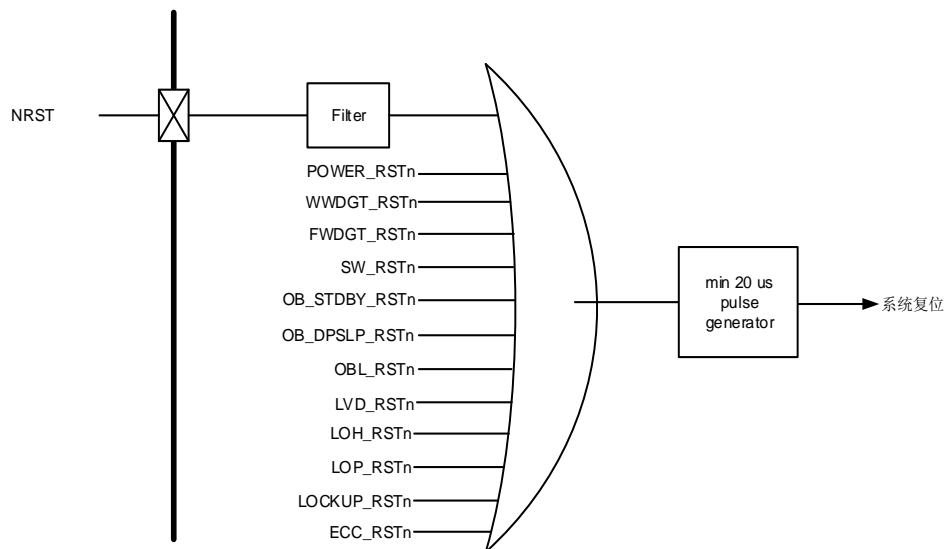 NRST
Filter
POWER_RSTn
WWDGT_RSTn
FWDGT_RSTn
SW_RSTn
OB_STDBY_RSTn
OB_DPSLP_RSTn
OBL_RSTn
LVD_RSTn
LOH_RSTn
LOP_RSTn
LOCKUP_RSTn
ECC_RSTn
min 20 us
pulse
generator
系统复位